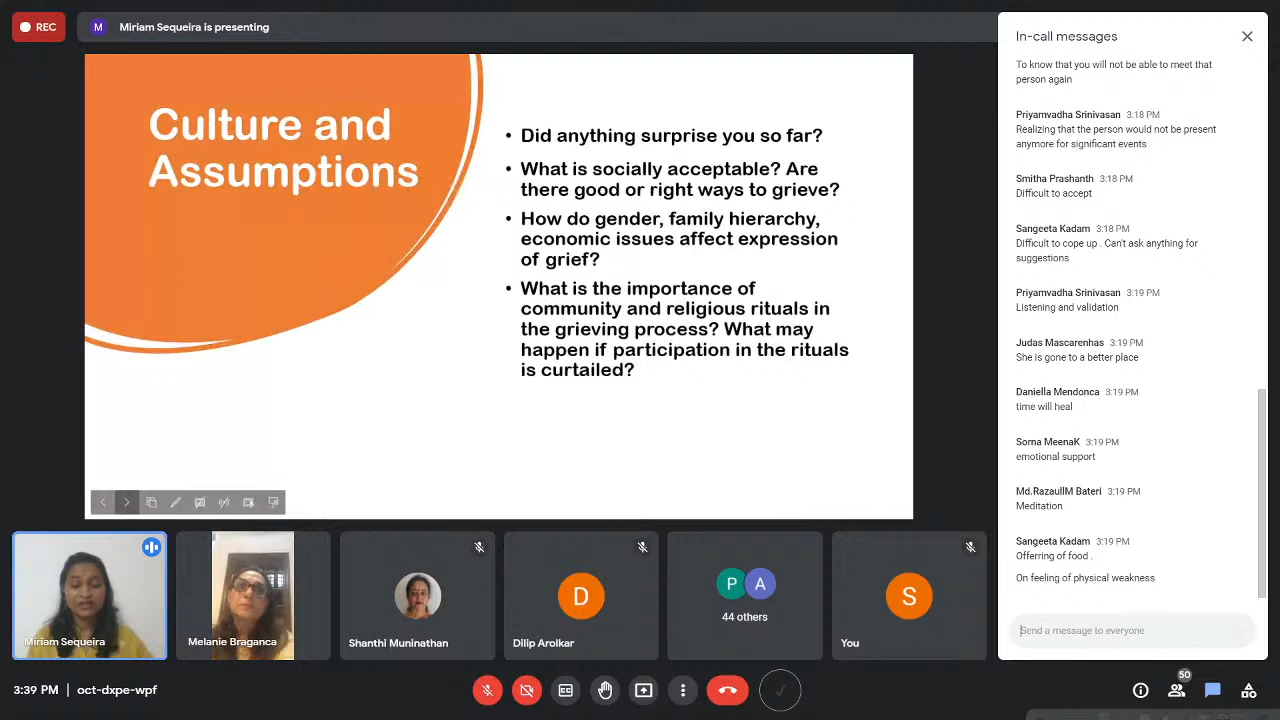 REC
M
Miriam Sequeira is presenting
Culture and
Assumptions
• Did anything surprise you so far?
• What is socially acceptable? Are
there good or right ways to grieve?
• How do gender, family hierarchy,
economic issues affect expression
of grief?
• What is the importance of
community and religious rituals in
the grieving process? What may
happen if participation in the rituals
is curtailed?
In-call messages
To know that you will not be able to meet that
person again
Priyamvadha Srinivasan 3:18 PM
Realizing that the person would not be present
anymore for significant events
Smitha Prashanth 3:18 PM
Difficult to accept
Sangeeta Kadam 3:18 PM
Difficult to cope up . Can't ask anything for
suggestions
Priyamvadha Srinivasan 3:19 PM
Listening and validation
Judas Mascarenhas 3:19 PM
She is gone to a better place
Daniella Mendonca 3:19 PM
time will heal
Sorna MeenaK 3:19 PM
emotional support
Md.RazaullM Bateri 3:19 PM
Meditation
Sangeeta Kadam 3:19 PM
Offerring of food .
On feeling of physical weakness
Send a message to everyone
Miriam Sequeira
Melanie Braganca
Shanthi Muninathan
D
Dilip Arolkar
P A
44 others
S
You
3:39 PM | oct-dxpe-wpf
50